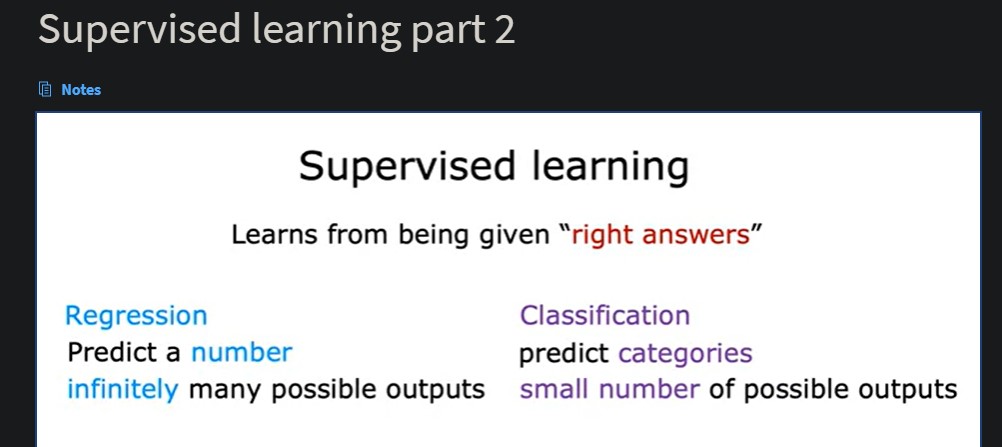 Supervised learning part 2
Notes
Supervised learning
Learns from being given “right answers”
Regression
Predict a number
infinitely many possible outputs
Classification
predict categories
small number of possible outputs